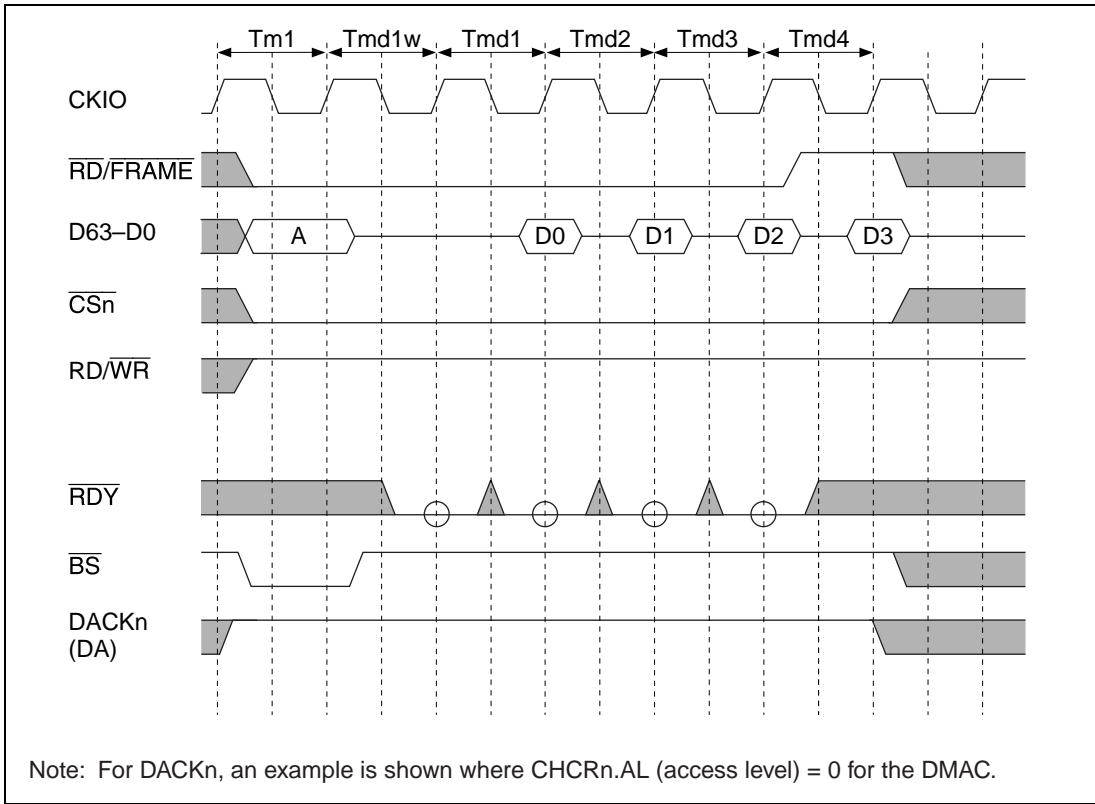 Tm1 Tmd1w Tmd1 Tmd2 Tmd3 Tmd4
CKIO
RD/FRAME
D63–D0 A D0 D1 D2 D3
CSn
RD/WR
RDY
BS
DACKn
(DA)
Note: For DACKn, an example is shown where CHCRn.AL (access level) = 0 for the DMAC.